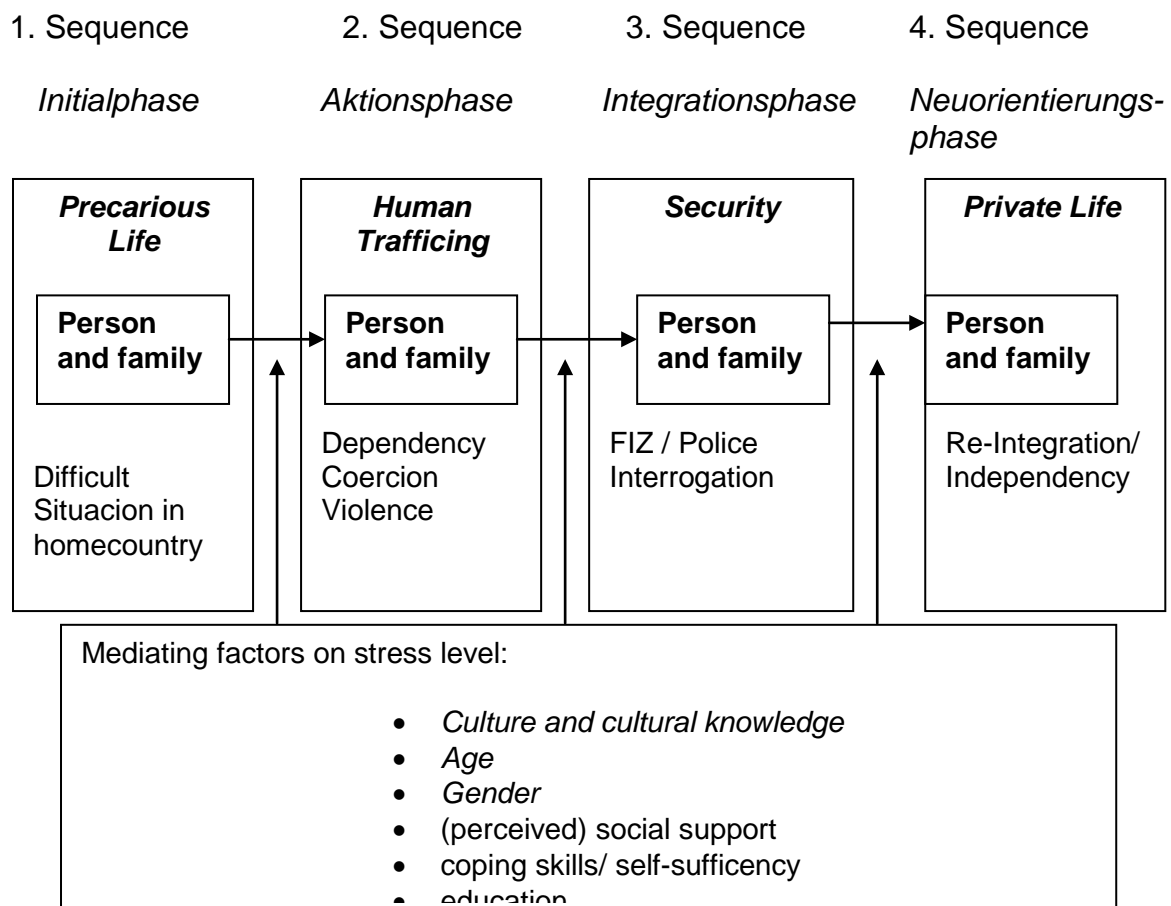 1. Sequence
2. Sequence
3. Sequence
4. Sequence
Initialphase
Aktionsphase
Integrationsphase
Neuorientierungs-
phase
Precarious
Life
Person
and family
Difficult
Situacion in
homecountry
Human
Trafficing
Person
and family
Dependency
Coercion
Violence
Security
Person
and family
FIZ / Police
Interrogation
Private Life
Person
and family
Re-Integration/
Independency
Mediating factors on stress level:
• Culture and cultural knowledge
• Age
• Gender
• (perceived) social support
• coping skills/ self-sufficency
• education